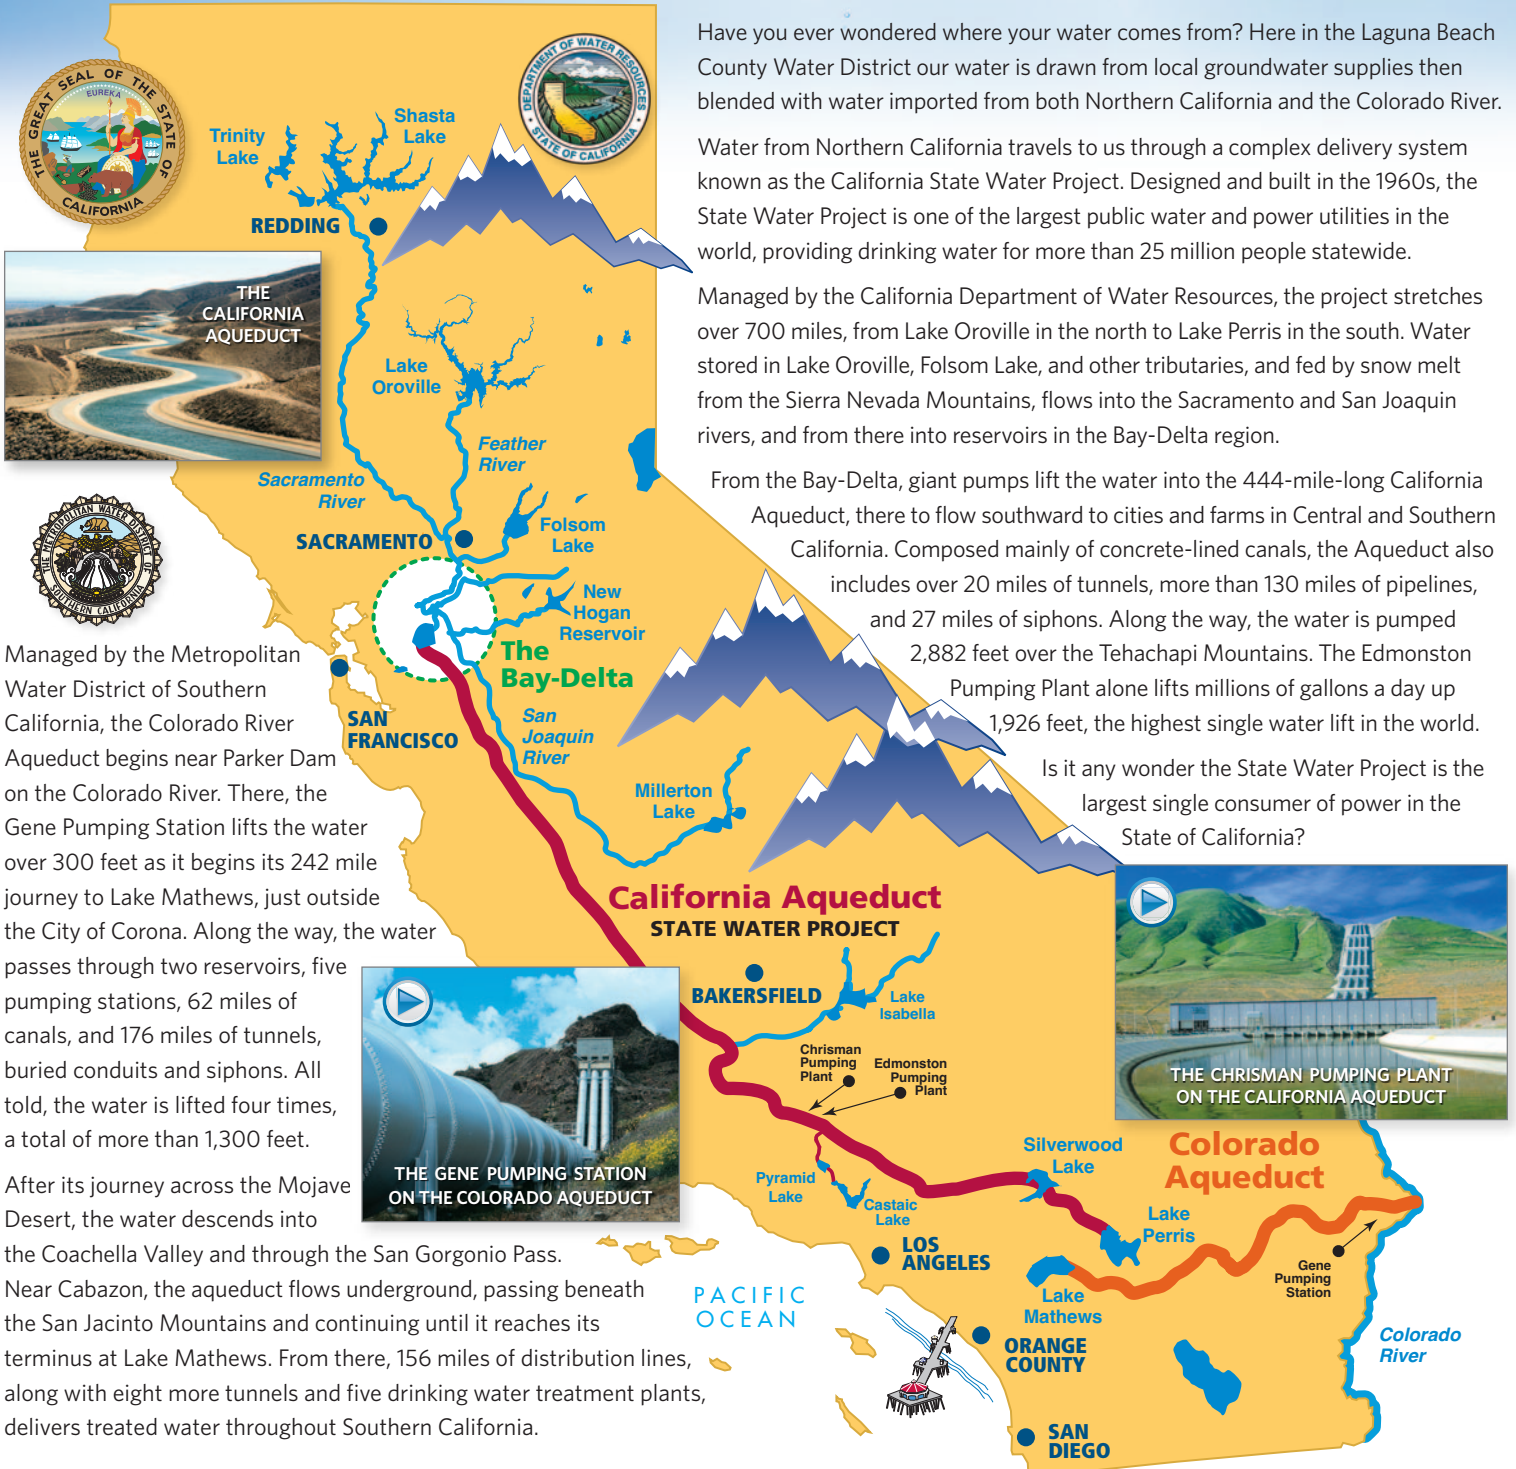 Have you ever wondered where your water comes from? Here in the Laguna Beach
County Water District our water is drawn from local groundwater supplies then
blended with water imported from both Northern California and the Colorado River.
Water from Northern California travels to us through a complex delivery system
known as the California State Water Project. Designed and built in the 1960s, the
State Water Project is one of the largest public water and power utilities in the
world, providing drinking water for more than 25 million people statewide.
Managed by the California Department of Water Resources, the project stretches
over 700 miles, from Lake Oroville in the north to Lake Perris in the south. Water
stored in Lake Oroville, Folsom Lake, and other tributaries, and fed by snow melt
from the Sierra Nevada Mountains, flows into the Sacramento and San Joaquin
rivers, and from there into reservoirs in the Bay-Delta region.
From the Bay-Delta, giant pumps lift the water into the 444-mile-long California
Aqueduct, there to flow southward to cities and farms in Central and Southern
California. Composed mainly of concrete-lined canals, the Aqueduct also
includes over 20 miles of tunnels, more than 130 miles of pipelines,
and 27 miles of siphons. Along the way, the water is pumped
2,882 feet over the Tehachapi Mountains. The Edmonston
Pumping Plant alone lifts millions of gallons a day up
1,926 feet, the highest single water lift in the world.
Is it any wonder the State Water Project is the
largest single consumer of power in the
State of California?
THE GREAT SEAL OF THE STATE OF
CALIFORNIA
EUREKA
DEPARTMENT OF WATER RESOURCES
STATE OF CALIFORNIA
Trinity
Lake
Shasta
Lake
REDDING
THE
CALIFORNIA
AQUEDUCT
Lake
Oroville
Feather
River
Sacramento
River
SACRAMENTO
Folsom
Lake
New
Hogan
Reservoir
The
Bay-Delta
THE METROPOLITAN WATER DISTRICT OF
SOUTHERN CALIFORNIA
SAN
FRANCISCO
San
Joaquin
River
Millerton
Lake
Managed by the Metropolitan
Water District of Southern
California, the Colorado River
Aqueduct begins near Parker Dam
on the Colorado River. There, the
Gene Pumping Station lifts the water
over 300 feet as it begins its 242 mile
journey to Lake Mathews, just outside
the City of Corona. Along the way, the water
passes through two reservoirs, five
pumping stations, 62 miles of
canals, and 176 miles of tunnels,
buried conduits and siphons. All
told, the water is lifted four times,
a total of more than 1,300 feet.
After its journey across the Mojave
Desert, the water descends into
the Coachella Valley and through the San Gorgonio Pass.
Near Cabazon, the aqueduct flows underground, passing beneath
the San Jacinto Mountains and continuing until it reaches its
terminus at Lake Mathews. From there, 156 miles of distribution lines,
along with eight more tunnels and five drinking water treatment plants,
delivers treated water throughout Southern California.
California Aqueduct
STATE WATER PROJECT
BAKERSFIELD
Lake
Isabella
THE GENE PUMPING STATION
ON THE COLORADO AQUEDUCT
THE CHRISMAN PUMPING PLANT
ON THE CALIFORNIA AQUEDUCT
Chrisman
Pumping
Plant
Edmonston
Pumping
Plant
Pyramid
Lake
Castaic
Lake
Silverwood
Lake
Colorado
Aqueduct
Lake
Perris
LOS
ANGELES
Gene
Pumping
Station
Lake
Mathews
PACIFIC
OCEAN
ORANGE
COUNTY
Colorado
River
SAN
DIEGO